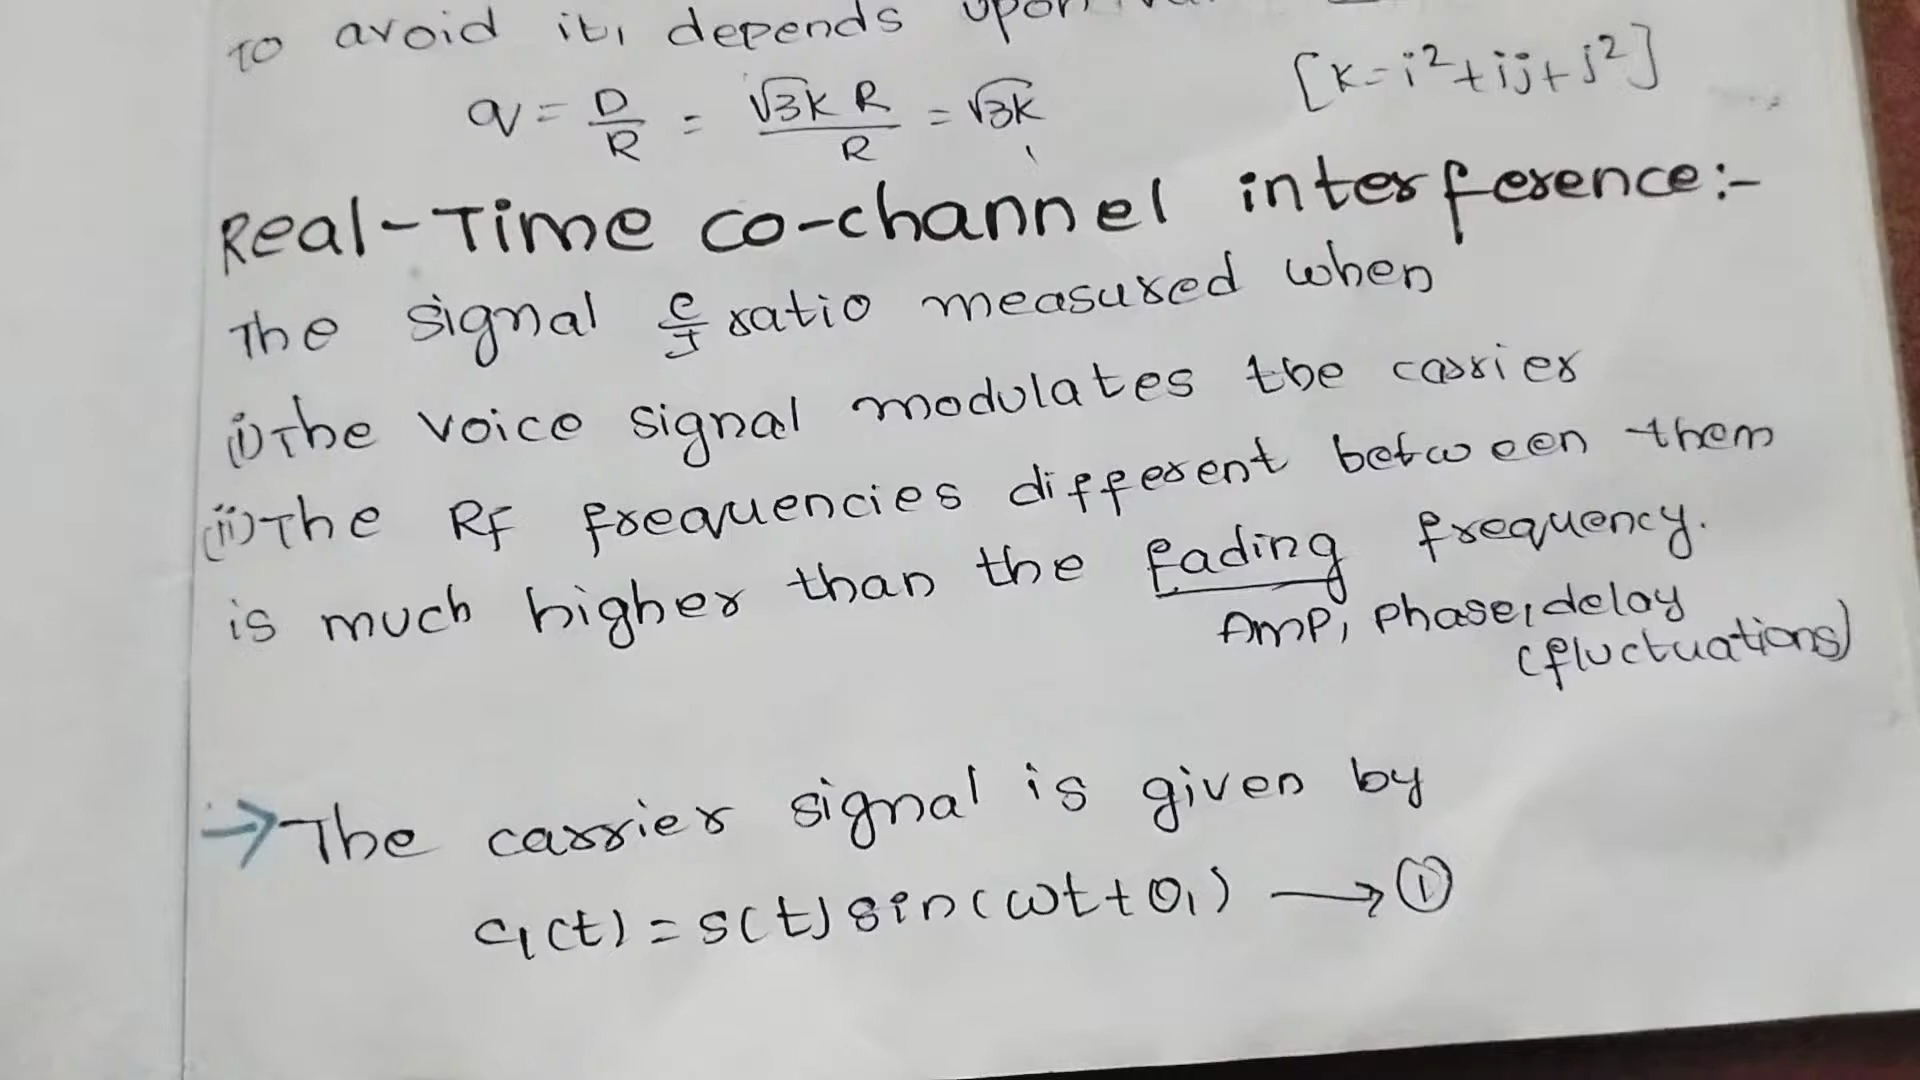 to avoid it, depends upon
q = D/R = √3K R/R = √3K
[K = i²+ij+j²]
Real-Time co-channel interference:-
The signal C/I ratio measured when
(i) The voice signal modulates the carrier
(ii) The RF frequencies different between them
is much higher than the fading frequency.
Amp, phase, delay
(fluctuations)
→ The carrier signal is given by
c₁(t) = s(t) sin(ωt+θ₁) → ①